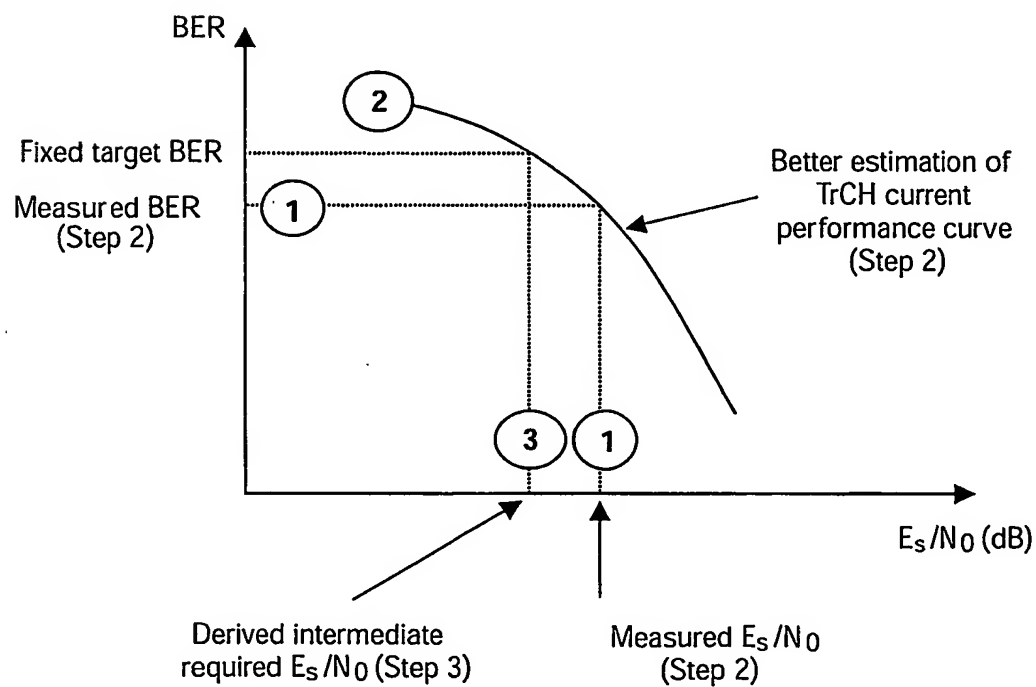 BER
2
Fixed target BER
Measured BER
(Step 2)
1
Better estimation of
TrCH current
performance curve
(Step 2)
3
1
Es/N0 (dB)
Derived intermediate
required Es/N0 (Step 3)
Measured Es/N0
(Step 2)